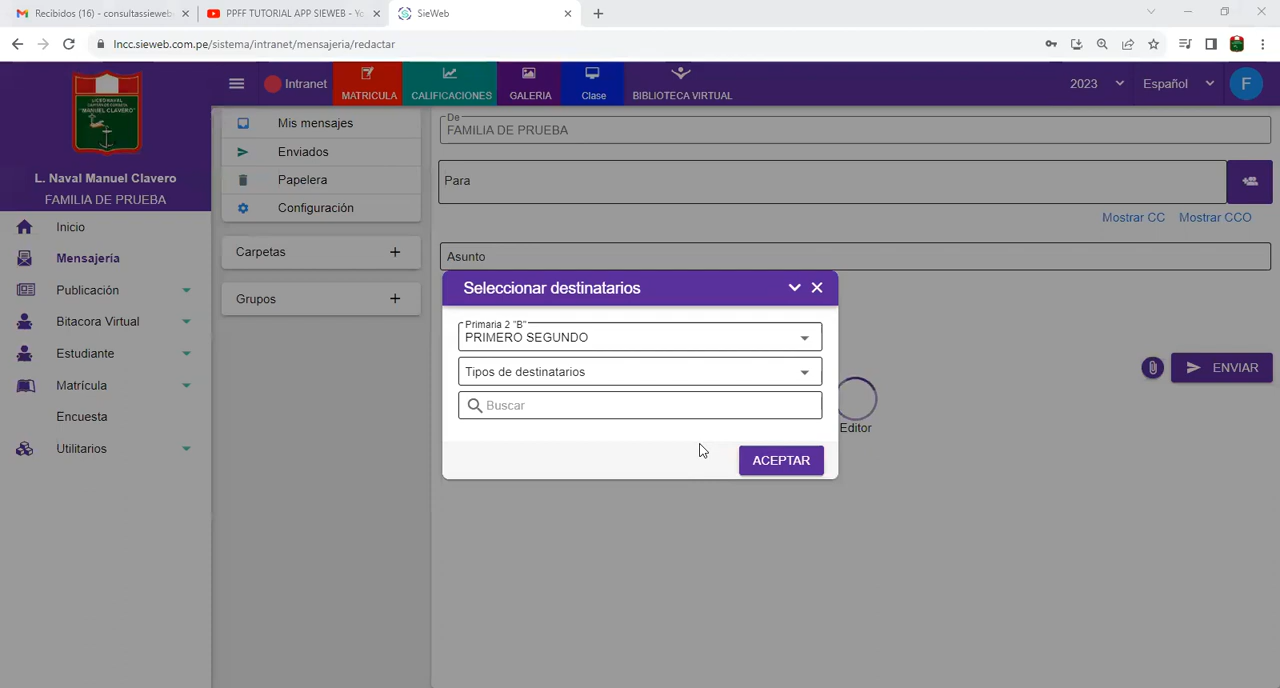 Recibidos (16) - consultassieweb
PPFF TUTORIAL APP SIEWEB - Yo
SieWeb
lncc.sieweb.com.pe/sistema/intranet/mensajeria/redactar
Intranet
MATRICULA
CALIFICACIONES
GALERIA
Clase
BIBLIOTECA VIRTUAL
2023
Español
F
L. Naval Manuel Clavero
FAMILIA DE PRUEBA
Inicio
Mensajería
Publicación
Bitacora Virtual
Estudiante
Matrícula
Encuesta
Utilitarios
Mis mensajes
Enviados
Papelera
Configuración
Carpetas
Grupos
De
FAMILIA DE PRUEBA
Para
Mostrar CC
Mostrar CCO
Asunto
Seleccionar destinatarios
Primaria 2 "B"
PRIMERO SEGUNDO
Tipos de destinatarios
Buscar
ACEPTAR
ENVIAR
Editor